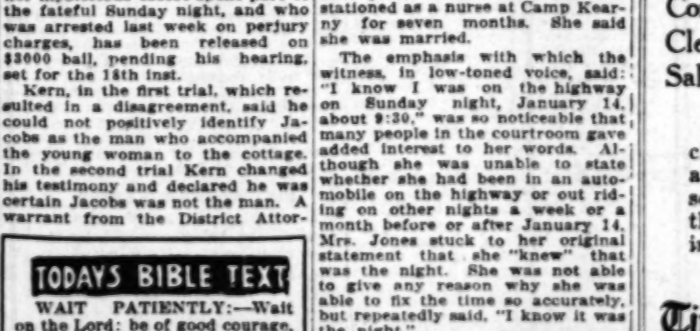 the fateful Sunday night, and who
was arrested last week on perjury
charges, has been released on
$3000 bail, pending his hearing,
set for the 18th inst.
Kern, in the first trial, which re-
sulted in a disagreement, said he
could not positively identify Ja-
cobs as the man who accompanied
the young woman to the cottage.
In the second trial Kern changed
his testimony and declared he was
certain Jacobs was not the man. A
warrant from the District Attor-
TODAY'S BIBLE TEXT
WAIT PATIENTLY:—Wait
on the Lord; be of good courage,
stationed as a nurse at Camp Kear-
ny for seven months. She said
she was married.
The emphasis with which the
witness, in low-toned voice, said:
"I know I was on the highway
on Sunday night, January 14,
about 9:30," was so noticeable that
many people in the courtroom gave
added interest to her words. Al-
though she was unable to state
whether she had been in an auto-
mobile on the highway or out rid-
ing on other nights a week or a
month before or after January 14,
Mrs. Jones stuck to her original
statement that she "knew" that
was the night. She was not able
to give any reason why she was
able to fix the time so accurately,
but repeatedly said, "I know it was
the night."